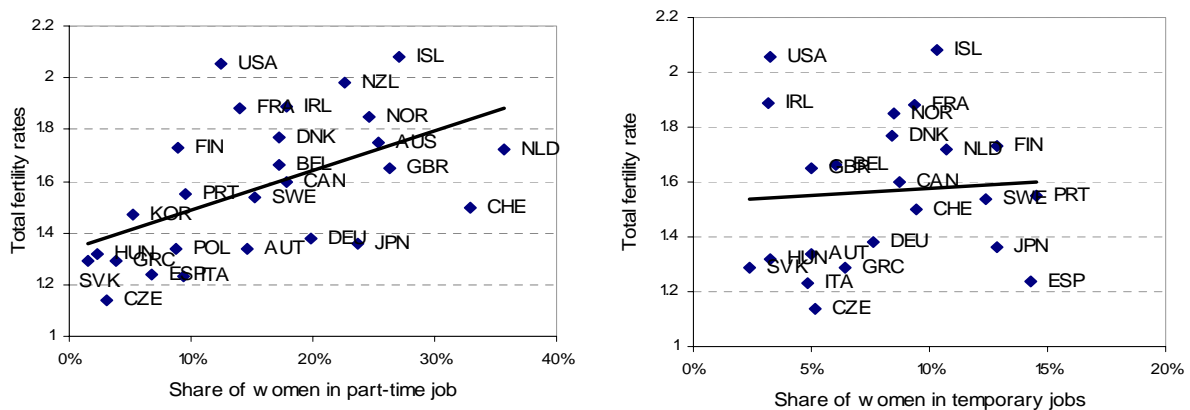 Total fertility rates
2.2
2
1.8
1.6
1.4
1.2
1
USA
ISL
NZL
FRA
IRL
NOR
FIN
DNK
AUS
NLD
BEL
GBR
PRT
CAN
SWE
CHE
KOR
HUN
GRC
POL
AUT
DEU
JPN
SVK
ESP
ITA
CZE
0%
10%
20%
30%
40%
Share of women in part-time job
Total fertility rate
2.2
2
1.8
1.6
1.4
1.2
1
USA
ISL
IRL
FRA
NOR
DNK
NLD
FIN
GBR
BEL
CAN
CHE
SWE
PRT
HUN
AUT
DEU
JPN
SVK
GRC
ITA
ESP
CZE
0%
5%
10%
15%
20%
Share of women in temporary jobs